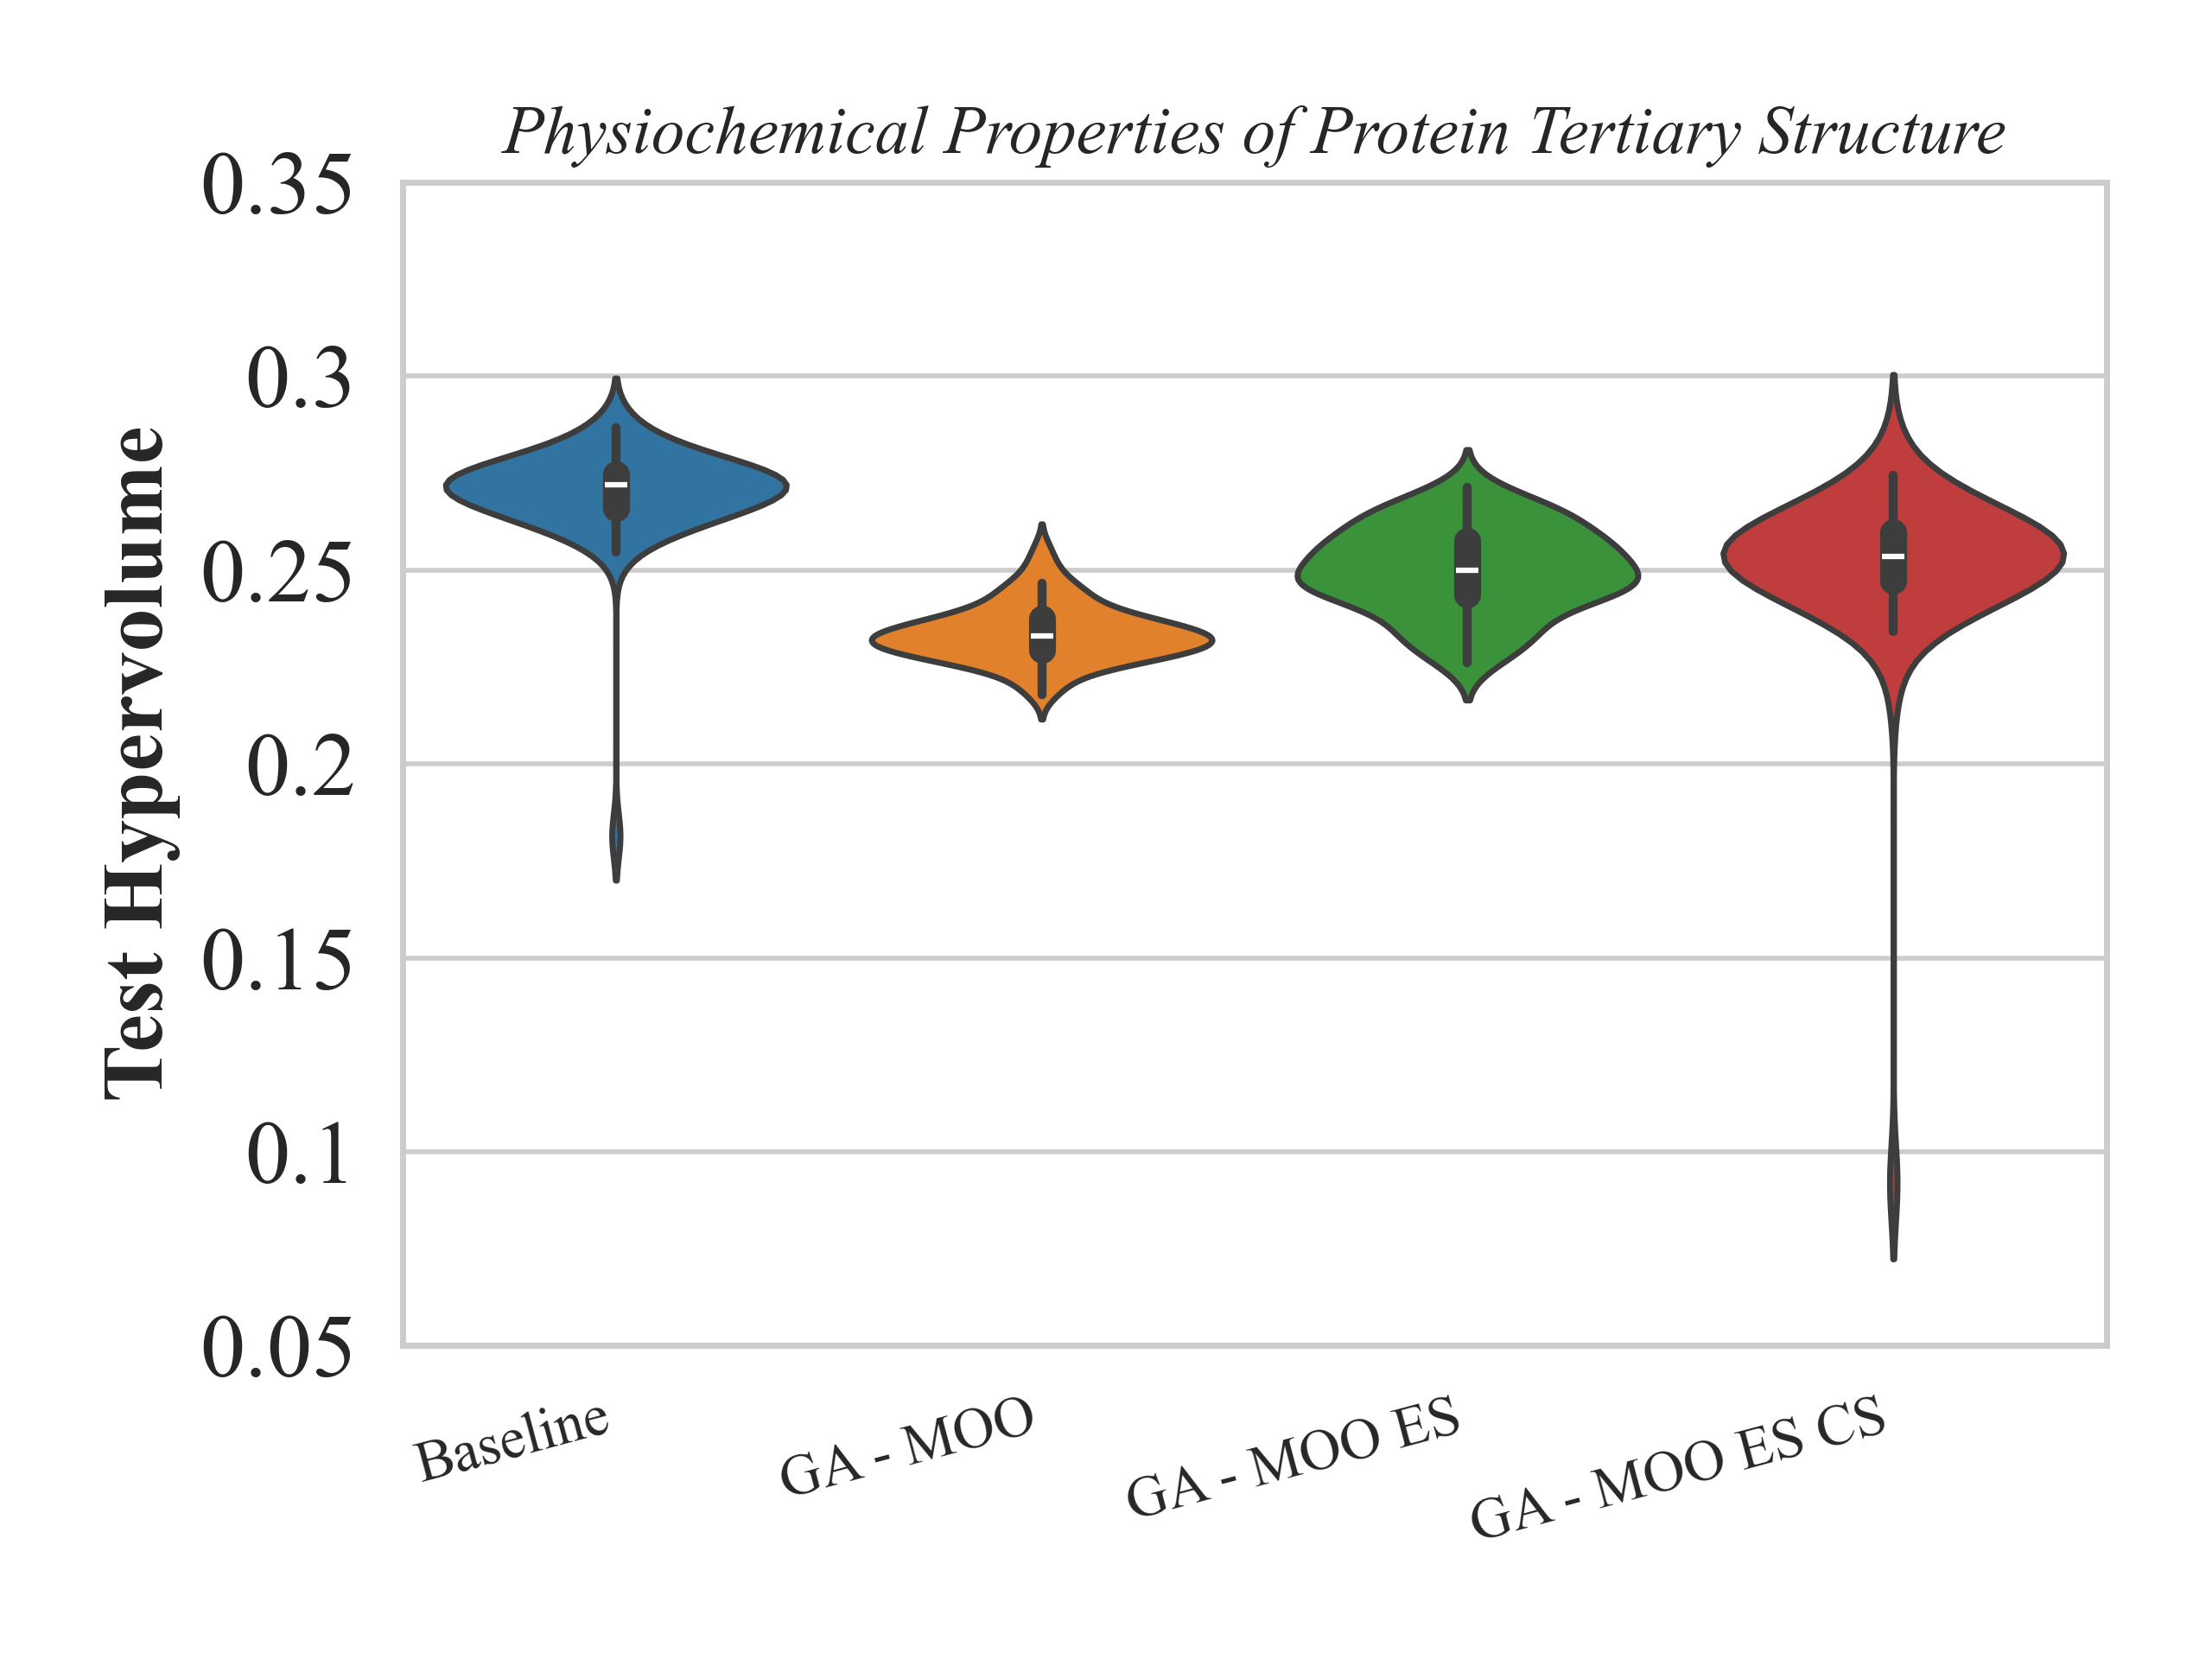 Physiochemical Properties of Protein Tertiary Structure
Test Hypervolume
0.35
0.3
0.25
0.2
0.15
0.1
0.05
Baseline
GA - MOO
GA - MOO ES
GA - MOO ES CS